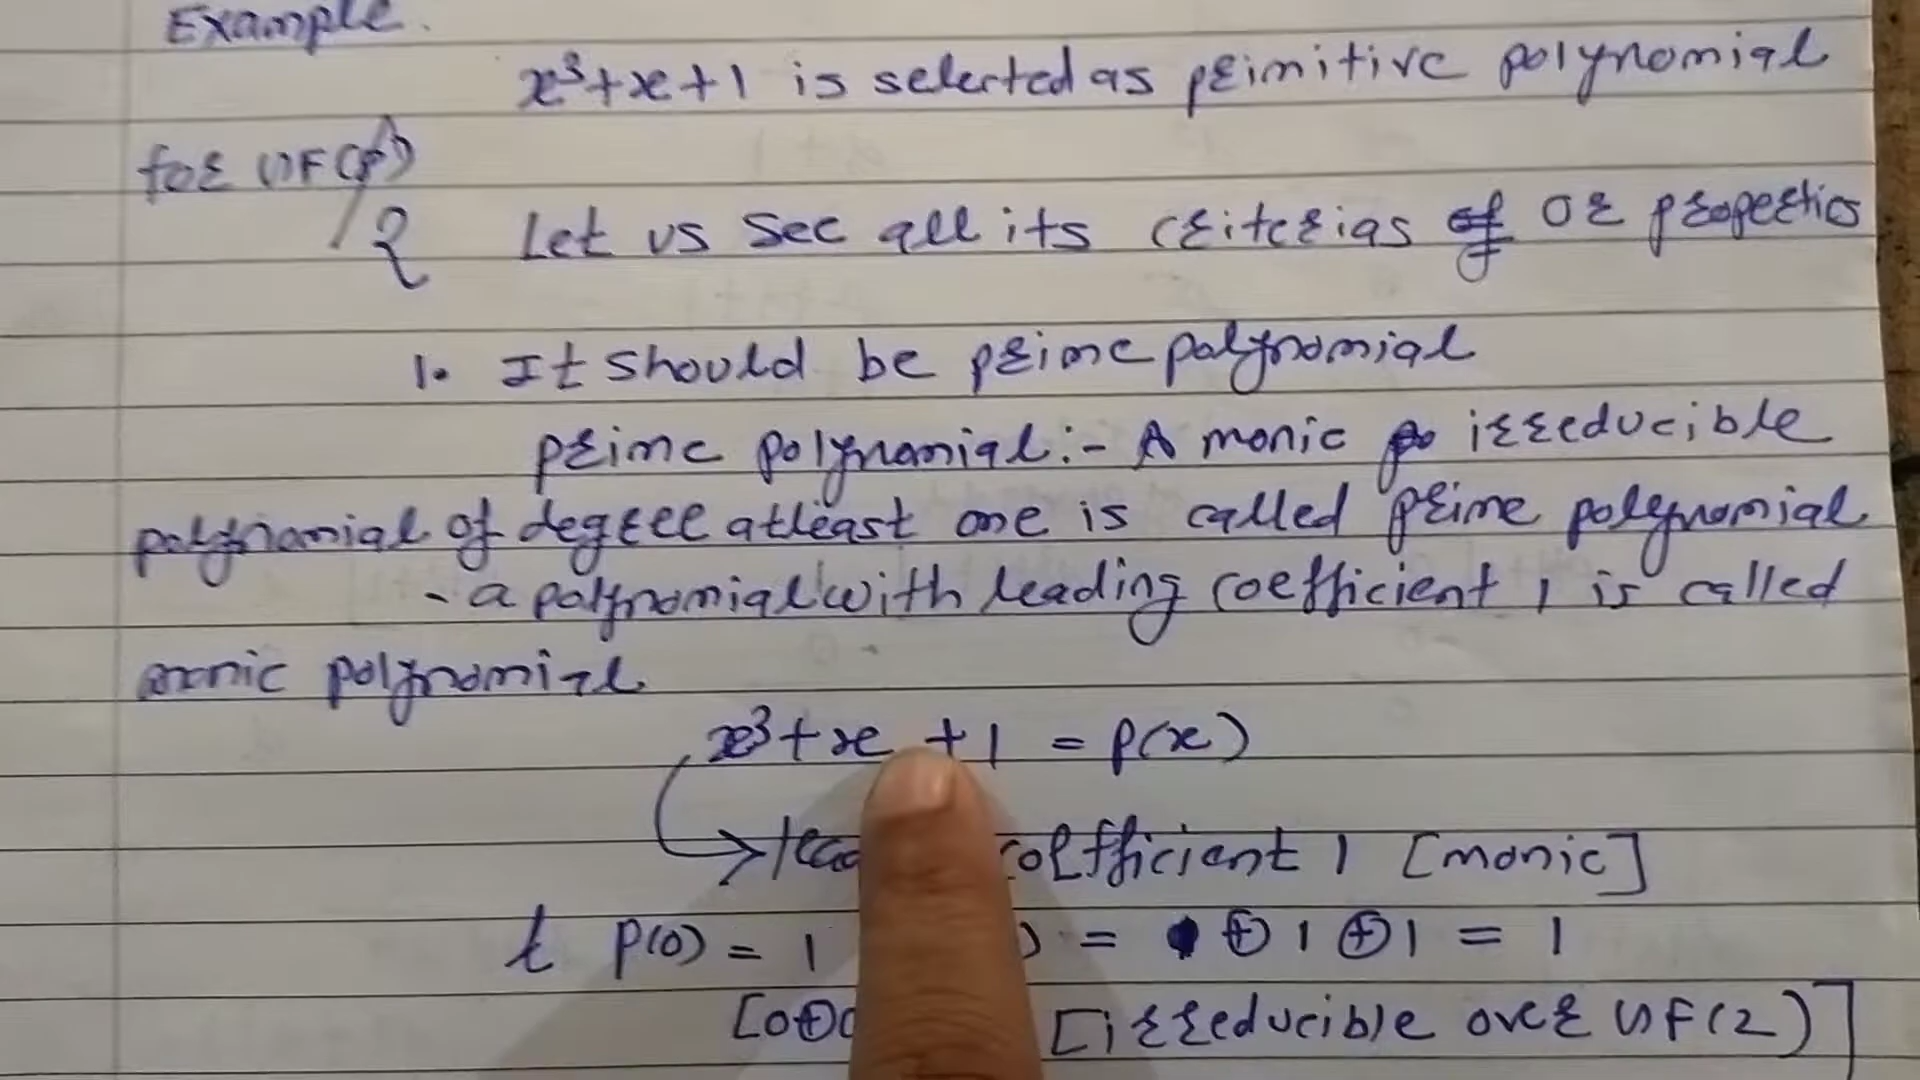 Example.
x³+x+1 is selected as primitive polynomial
for GF(
2 Let us see all its criterias or properties
1. It should be prime polynomial
prime polynomial:- A monic irreducible
polynomial of degree atleast one is called prime polynomial
- a polynomial with leading coefficient 1 is called
monic polynomial
x³+x+1 = p(x)
coefficient 1 [monic]
p(0) = 1 ) = ⊕ 1 ⊕ 1 = 1
[0⊕ [irreducible over GF(2)]